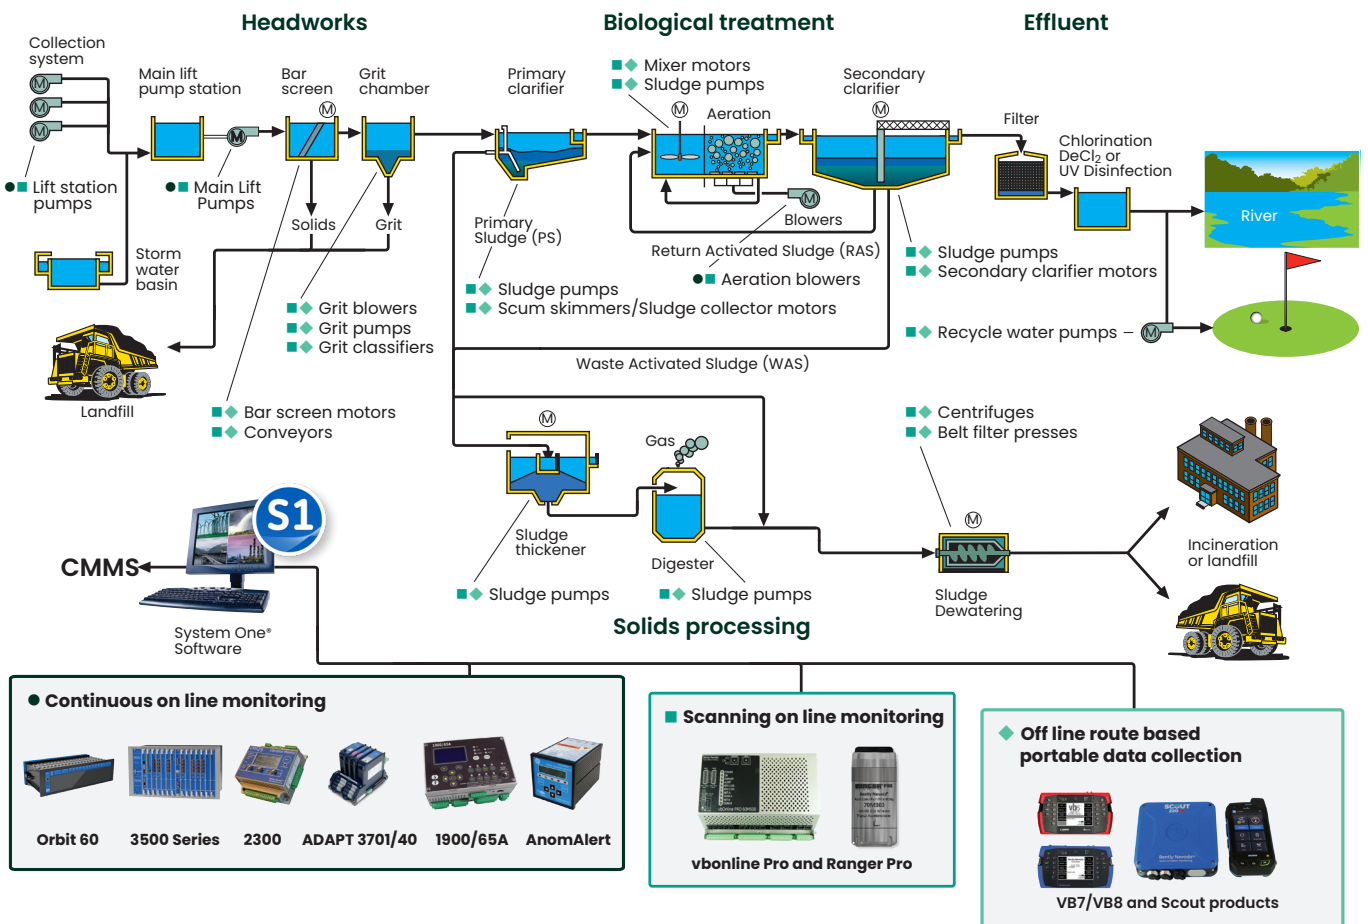 Headworks
Biological treatment
Effluent
Collection
system
M
M
M
Lift station
pumps
Main lift
pump station
M
Main Lift
Pumps
Storm
water
basin
Bar
screen
M
Grit
chamber
Solids
Grit
Landfill
Grit blowers
Grit pumps
Grit classifiers
Bar screen motors
Conveyors
Primary
clarifier
Primary
Sludge (PS)
Sludge pumps
Scum skimmers/Sludge collector motors
Mixer motors
Sludge pumps
M
Aeration
M
Blowers
Return Activated Sludge (RAS)
Aeration blowers
Secondary
clarifier
M
Sludge pumps
Secondary clarifier motors
Filter
Chlorination
DeCl2 or
UV Disinfection
River
Recycle water pumps –
M
Waste Activated Sludge (WAS)
M
Sludge
thickener
Sludge pumps
Gas
Digester
Sludge pumps
Centrifuges
Belt filter presses
M
Sludge
Dewatering
Incineration
or landfill
Solids processing
S1
CMMS
System One®
Software
Continuous on line monitoring
1900/65A
Orbit 60
3500 Series
2300
ADAPT 3701/40
1900/65A
AnomAlert
Scanning on line monitoring
vbonline Pro and Ranger Pro
Off line route based
portable data collection
SCOUT
Bently Nevada
VB7/VB8 and Scout products